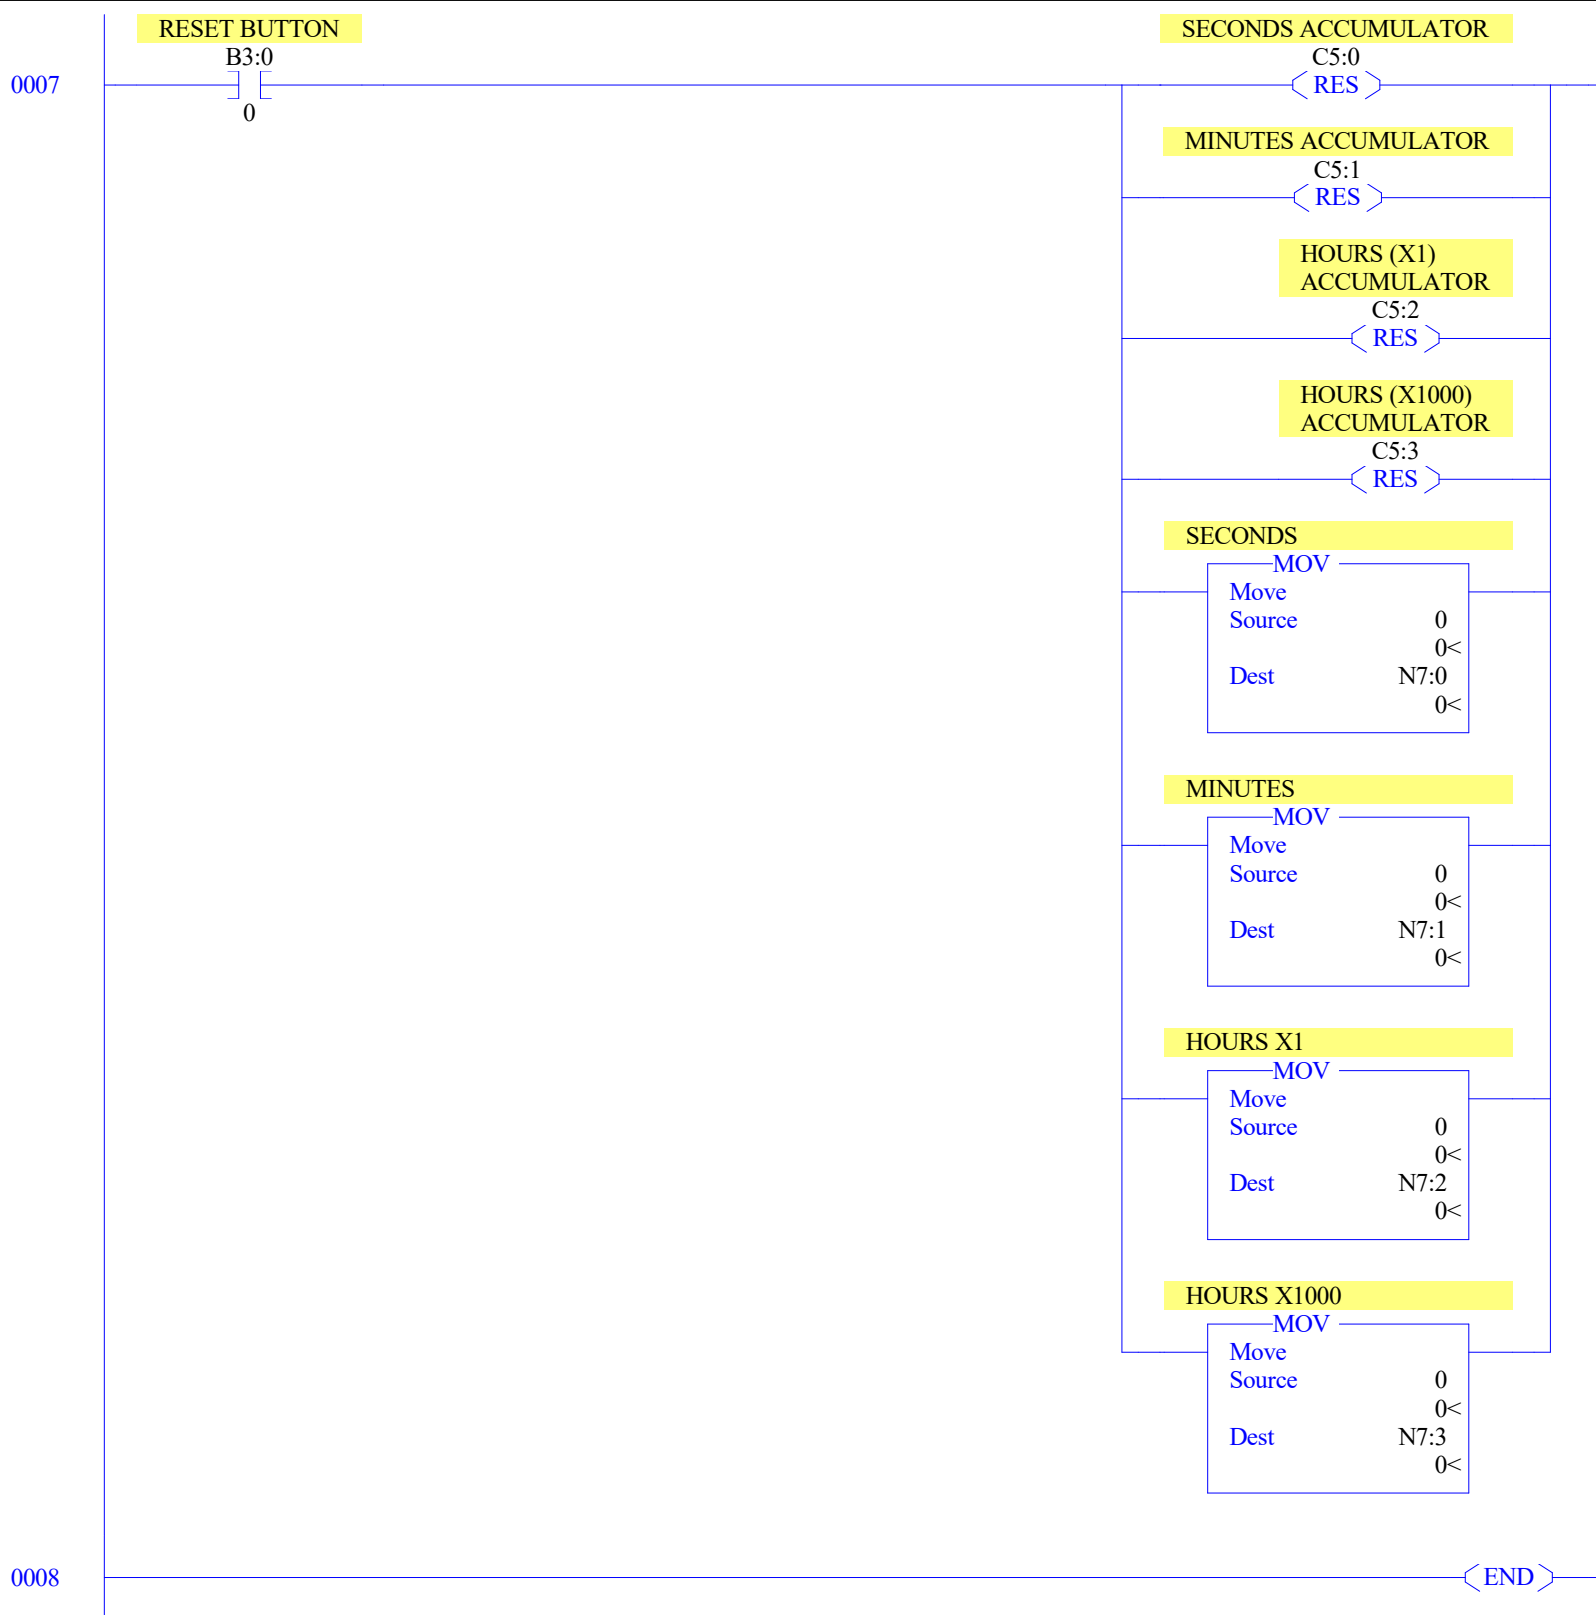 RESET BUTTON
B3:0
0007
0
SECONDS ACCUMULATOR
C5:0
RES
MINUTES ACCUMULATOR
C5:1
RES
HOURS (X1)
ACCUMULATOR
C5:2
RES
HOURS (X1000)
ACCUMULATOR
C5:3
RES
SECONDS
MOV
Move
Source 0
0<
Dest N7:0
0<
MINUTES
MOV
Move
Source 0
0<
Dest N7:1
0<
HOURS X1
MOV
Move
Source 0
0<
Dest N7:2
0<
HOURS X1000
MOV
Move
Source 0
0<
Dest N7:3
0<
0008
END